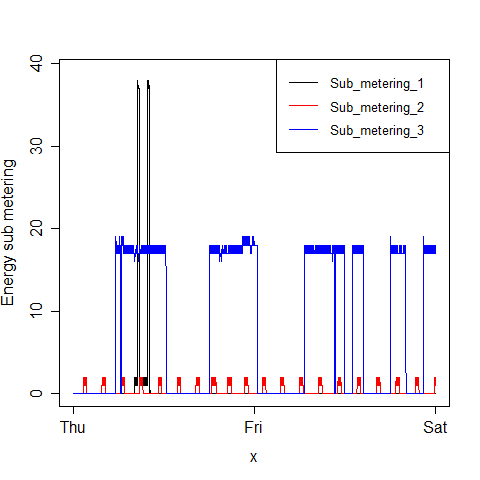 Sub_metering_1
Sub_metering_2
Sub_metering_3
Energy sub metering
40
30
20
10
0
Thu Fri Sat
x